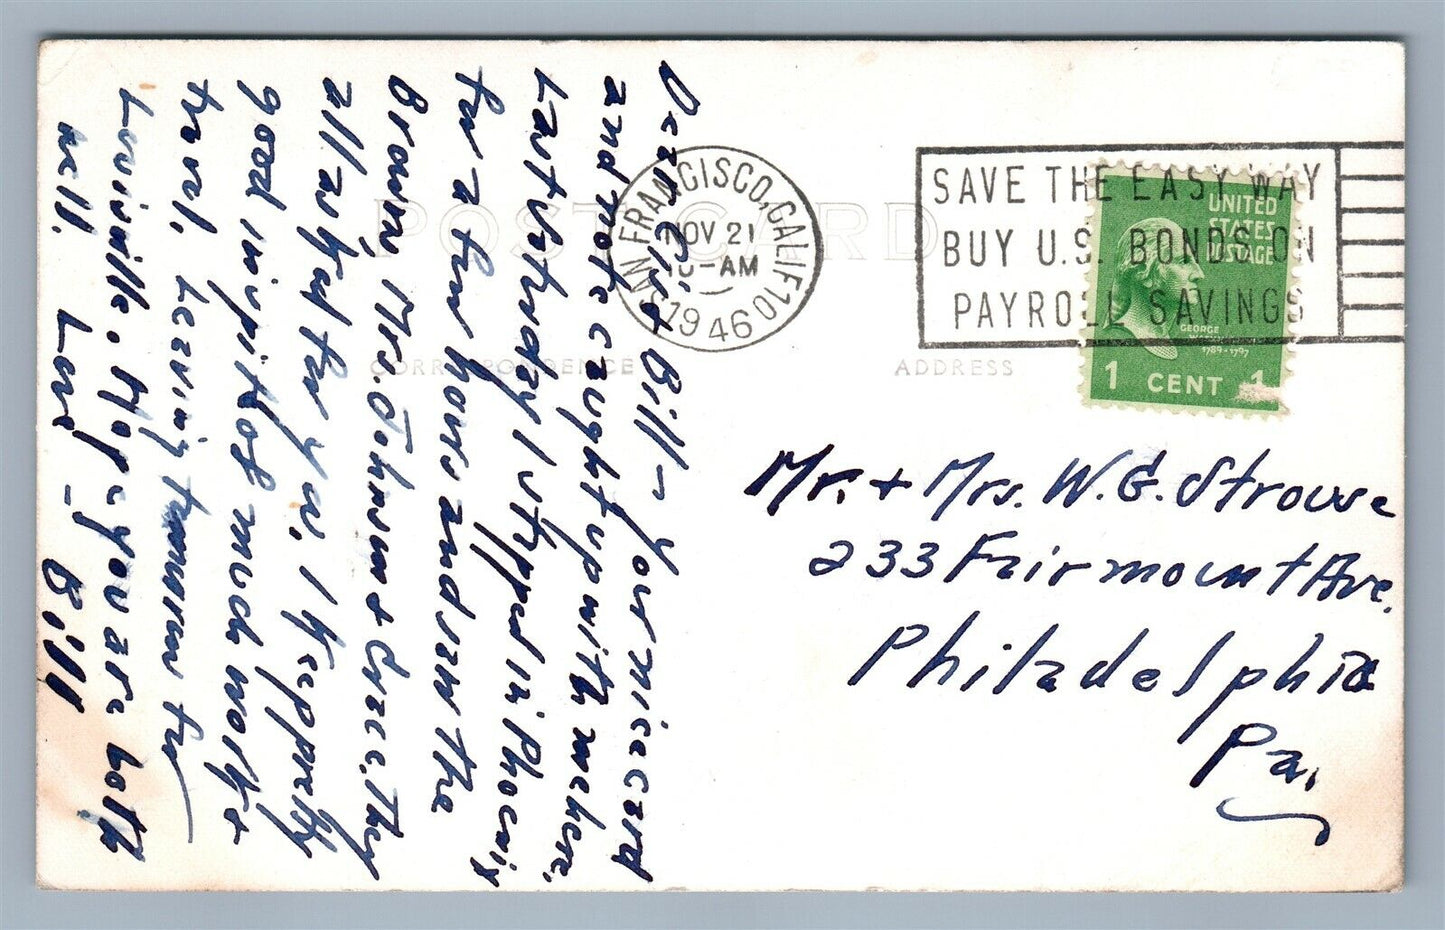 Dear & Bill - Your nice card
and note caught up with me here.
Last Saturday I stopped in Phoenix
for a few hours and saw the
Brown, Mrs. Johnson & Grace. They
all asked for you. I keep pretty
good inspite of much work &
travel. Leaving tomorrow for
Louisville. Hope you are both
well. Love - Bill
POST CARD
CORRESPONDENCE
ADDRESS
SAN FRANCISCO, CALIF
NOV 21
10-AM
1946
SAVE THE EASY WAY
BUY U.S. BONDS ON
PAYROLL SAVINGS
UNITED
STATES
POSTAGE
GEORGE
1789-1797
1 CENT 1
Mr. + Mrs. W. G. Strouse
233 Fairmount Ave.
Philadelphia
Pa.